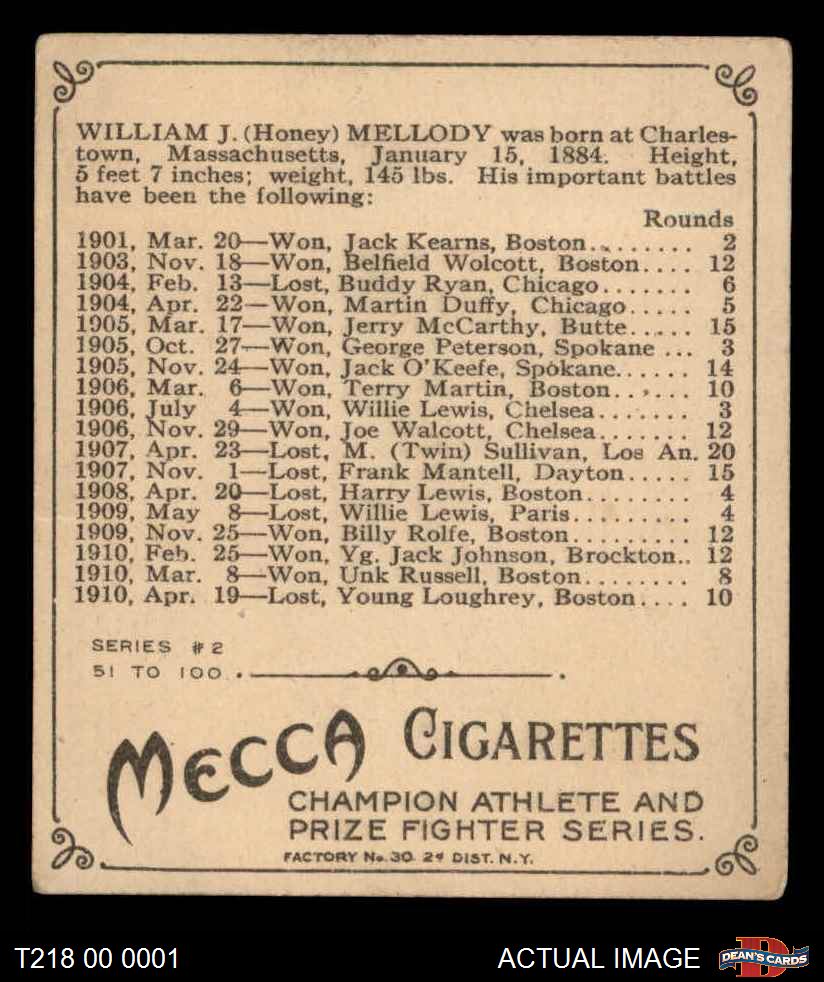 WILLIAM J. (Honey) MELLODY was born at Charles-
town, Massachusetts, January 15, 1884. Height,
5 feet 7 inches; weight, 145 lbs. His important battles
have been the following:
Rounds
1901, Mar. 20—Won, Jack Kearns, Boston......... 2
1903, Nov. 18—Won, Belfield Wolcott, Boston.... 12
1904, Feb. 13—Lost, Buddy Ryan, Chicago....... 6
1904, Apr. 22—Won, Martin Duffy, Chicago..... 5
1905, Mar. 17—Won, Jerry McCarthy, Butte..... 15
1905, Oct. 27—Won, George Peterson, Spokane ... 3
1905, Nov. 24—Won, Jack O'Keefe, Spokane...... 14
1906, Mar. 6—Won, Terry Martin, Boston...... 10
1906, July 4—Won, Willie Lewis, Chelsea....... 3
1906, Nov. 29—Won, Joe Walcott, Chelsea....... 12
1907, Apr. 23—Lost, M. (Twin) Sullivan, Los An. 20
1907, Nov. 1—Lost, Frank Mantell, Dayton..... 15
1908, Apr. 20—Lost, Harry Lewis, Boston........ 4
1909, May 8—Lost, Willie Lewis, Paris......... 4
1909, Nov. 25—Won, Billy Rolfe, Boston......... 12
1910, Feb. 25—Won, Yg. Jack Johnson, Brockton.. 12
1910, Mar. 8—Won, Unk Russell, Boston........ 8
1910, Apr. 19—Lost, Young Loughrey, Boston.... 10
SERIES #2
51 TO 100.
MECCA CIGARETTES
CHAMPION ATHLETE AND
PRIZE FIGHTER SERIES.
FACTORY No. 30. 2d DIST. N.Y.
T218 00 0001 ACTUAL IMAGE D DEAN'S CARDS